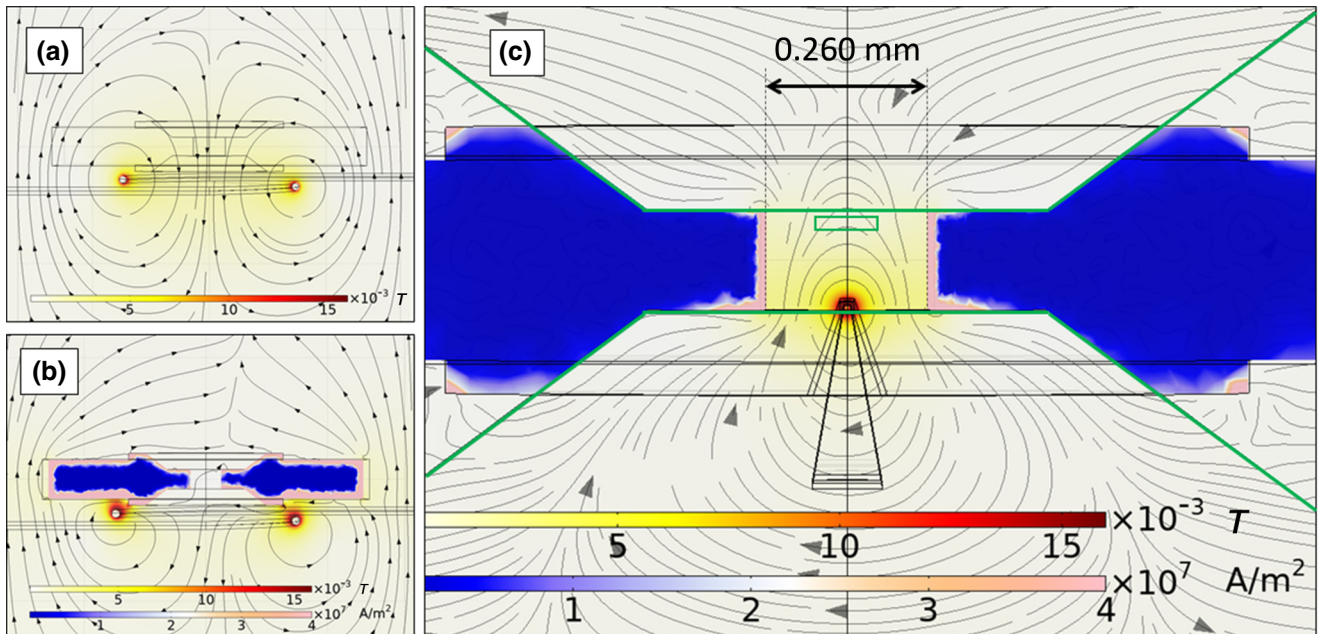 (a)
5 10 15 ×10⁻³ T
(b)
5 10 15 ×10⁻³ T
1 2 3 4 ×10⁷ A/m²
(c)
0.260 mm
5 10 15 ×10⁻³ T
1 2 3 4 ×10⁷ A/m²